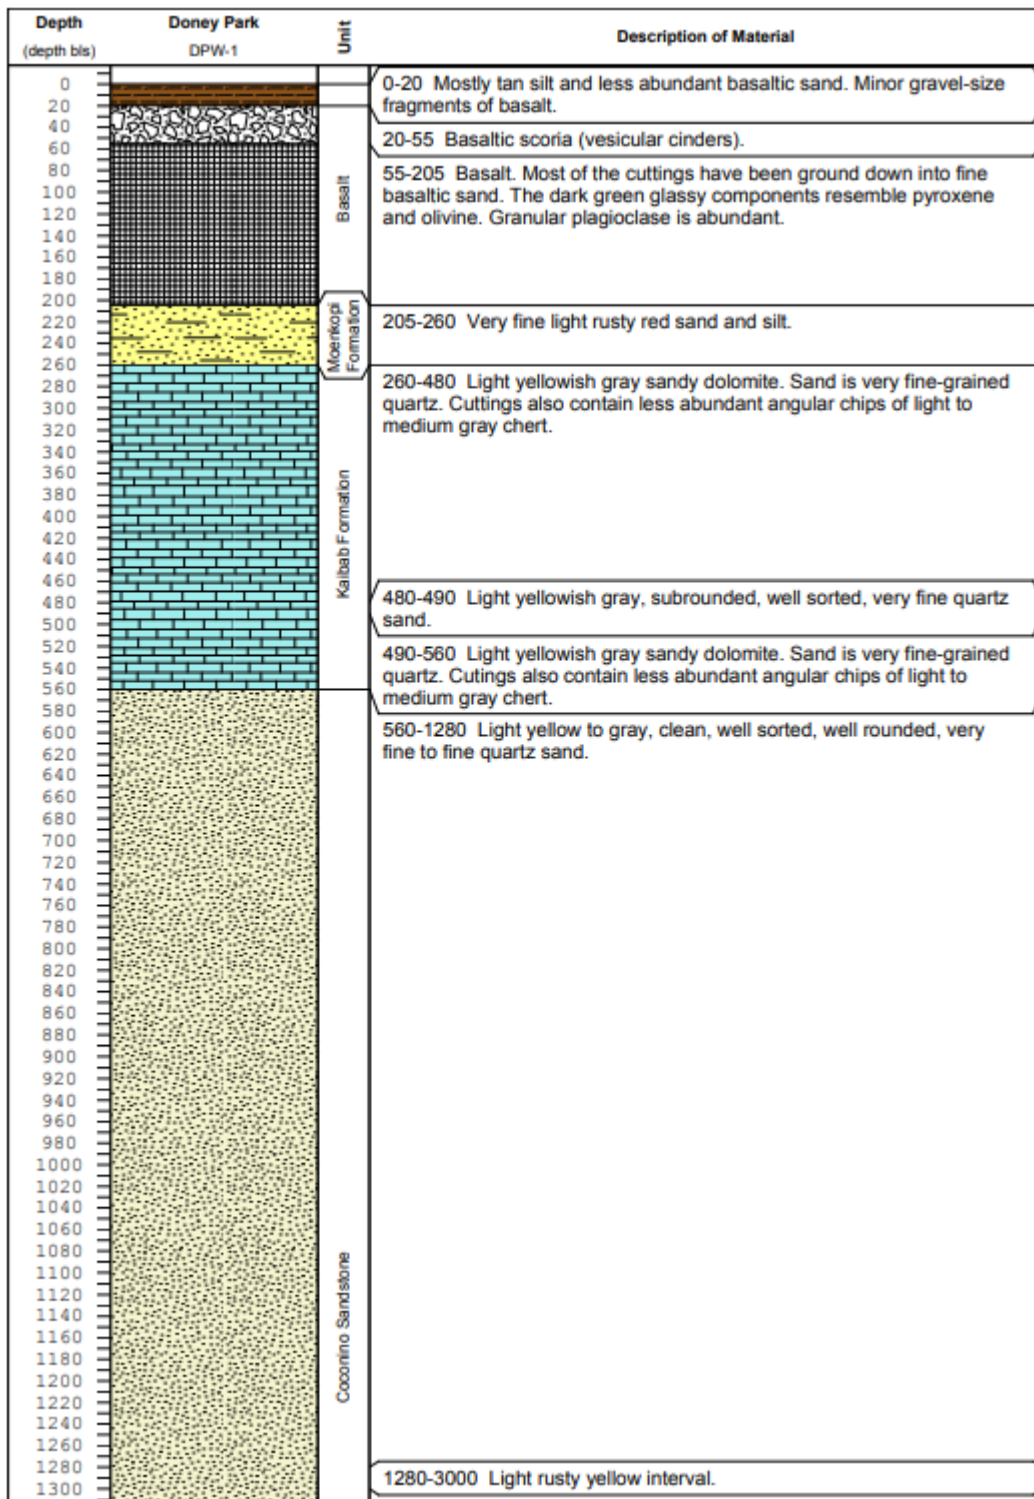 Depth
(depth bls)
Doney Park
DPW-1
Unit
Description of Material
0
20
40
60
80
100
120
140
160
180
200
220
240
260
280
300
320
340
360
380
400
420
440
460
480
500
520
540
560
580
600
620
640
660
680
700
720
740
760
780
800
820
840
860
880
900
920
940
960
980
1000
1020
1040
1060
1080
1100
1120
1140
1160
1180
1200
1220
1240
1260
1280
1300
Basalt
Moenkopi
Formation
Kaibab Formation
Coconino Sandstone
0-20 Mostly tan silt and less abundant basaltic sand. Minor gravel-size
fragments of basalt.
20-55 Basaltic scoria (vesicular cinders).
55-205 Basalt. Most of the cuttings have been ground down into fine
basaltic sand. The dark green glassy components resemble pyroxene
and olivine. Granular plagioclase is abundant.
205-260 Very fine light rusty red sand and silt.
260-480 Light yellowish gray sandy dolomite. Sand is very fine-grained
quartz. Cuttings also contain less abundant angular chips of light to
medium gray chert.
480-490 Light yellowish gray, subrounded, well sorted, very fine quartz
sand.
490-560 Light yellowish gray sandy dolomite. Sand is very fine-grained
quartz. Cutings also contain less abundant angular chips of light to
medium gray chert.
560-1280 Light yellow to gray, clean, well sorted, well rounded, very
fine to fine quartz sand.
1280-3000 Light rusty yellow interval.